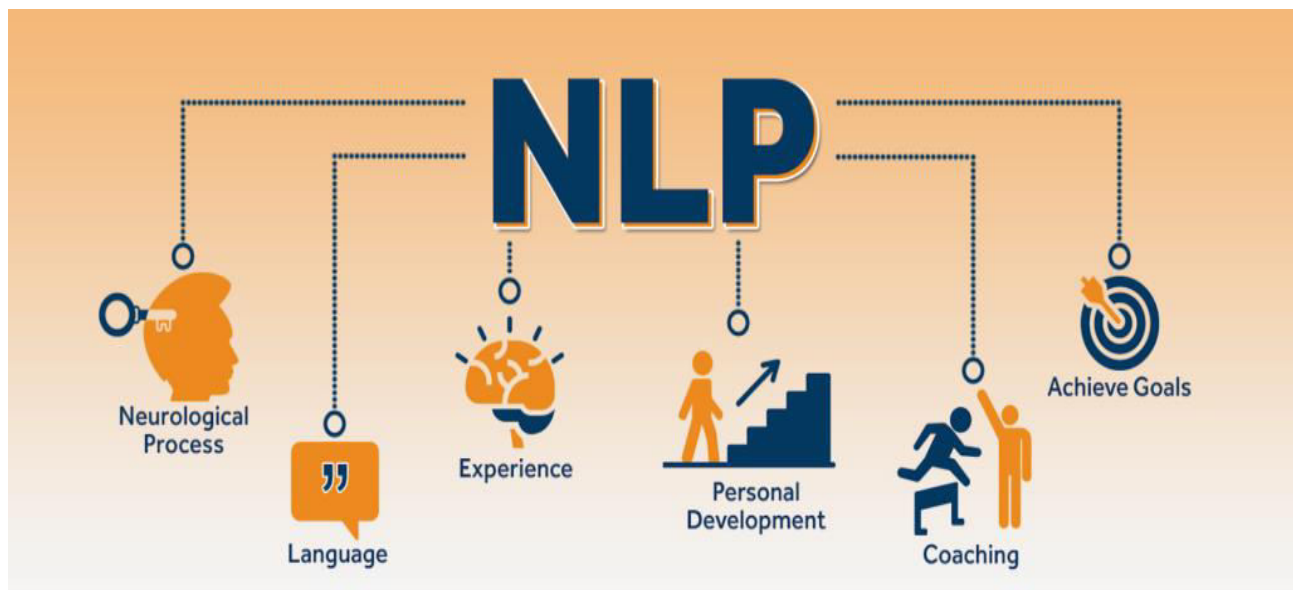 NLP
Neurological
Process
Language
”
Experience
Personal
Development
Coaching
Achieve Goals